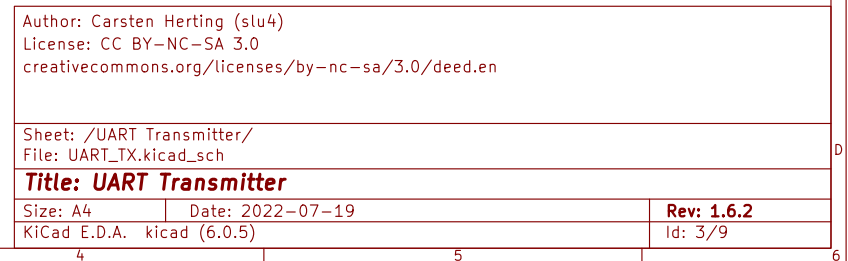 Author: Carsten Herting (slu4)
License: CC BY-NC-SA 3.0
creativecommons.org/licenses/by-nc-sa/3.0/deed.en
Sheet: /UART Transmitter/
File: UART_TX.kicad_sch
D
Title: UART Transmitter
Size: A4 Date: 2022-07-19 Rev: 1.6.2
KiCad E.D.A. kicad (6.0.5) Id: 3/9
4 5 6